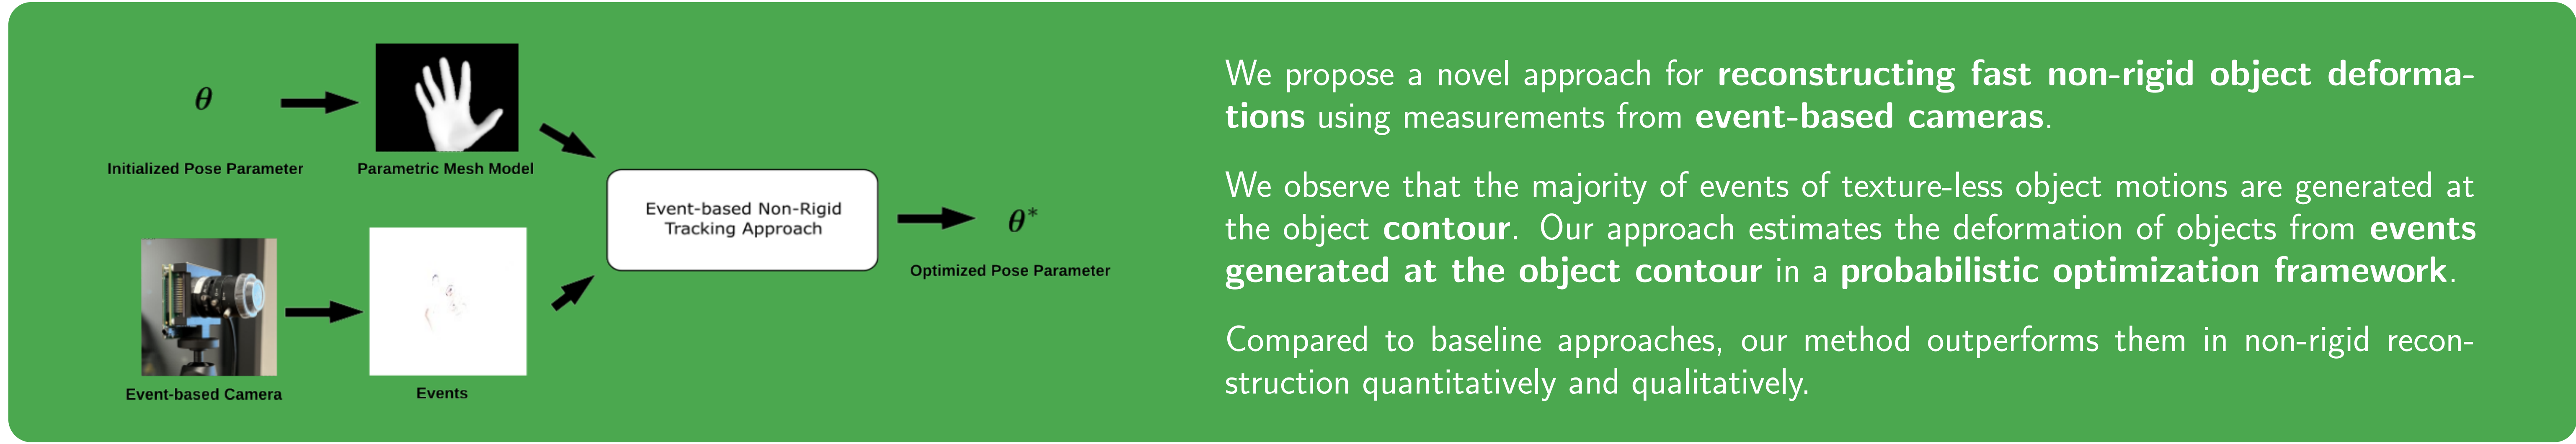 θ
Initialized Pose Parameter
Parametric Mesh Model
Event-based Camera
Events
Event-based Non-Rigid
Tracking Approach
θ*
Optimized Pose Parameter
We propose a novel approach for reconstructing fast non-rigid object deforma-
tions using measurements from event-based cameras.
We observe that the majority of events of texture-less object motions are generated at
the object contour. Our approach estimates the deformation of objects from events
generated at the object contour in a probabilistic optimization framework.
Compared to baseline approaches, our method outperforms them in non-rigid recon-
struction quantitatively and qualitatively.